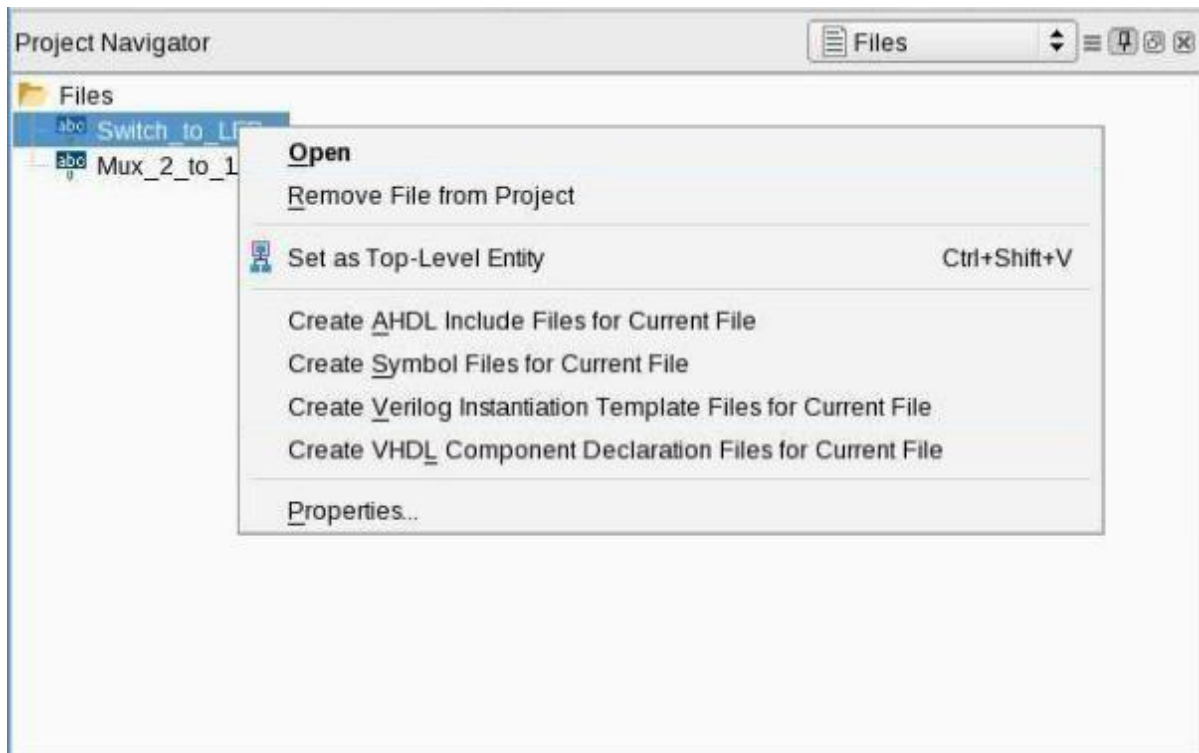 Project Navigator
Files
Files
abc Switch_to_
abc Mux_2_to_1
Open
Remove File from Project
Set as Top-Level Entity Ctrl+Shift+V
Create AHDL Include Files for Current File
Create Symbol Files for Current File
Create Verilog Instantiation Template Files for Current File
Create VHDL Component Declaration Files for Current File
Properties...